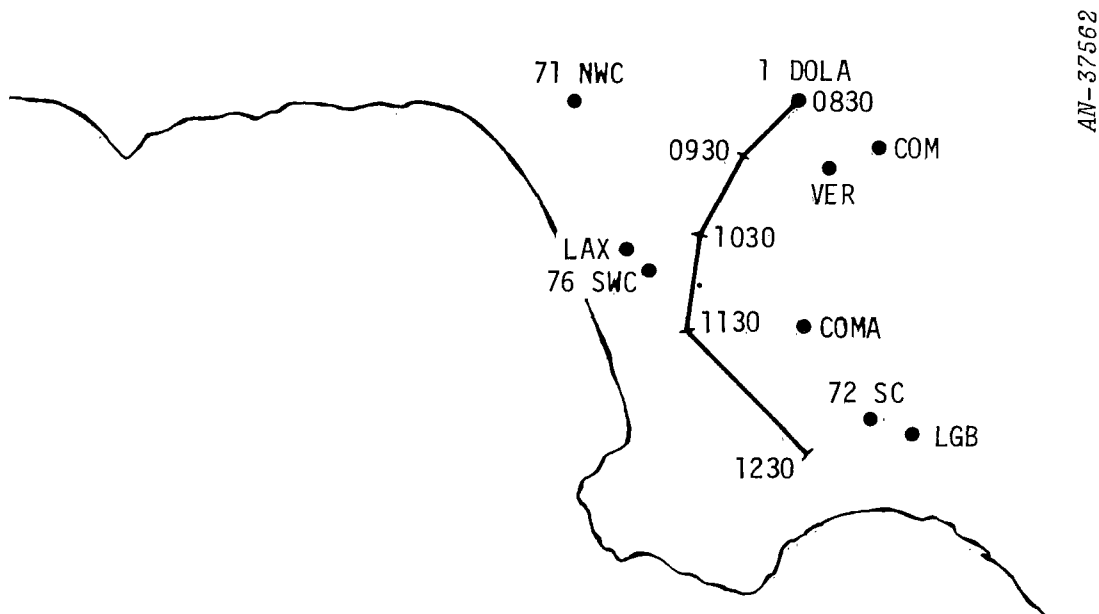 AN-37562
71 NWC
1 DOLA
0830
0930
COM
VER
1030
LAX
76 SWC
1130
COMA
72 SC
LGB
1230